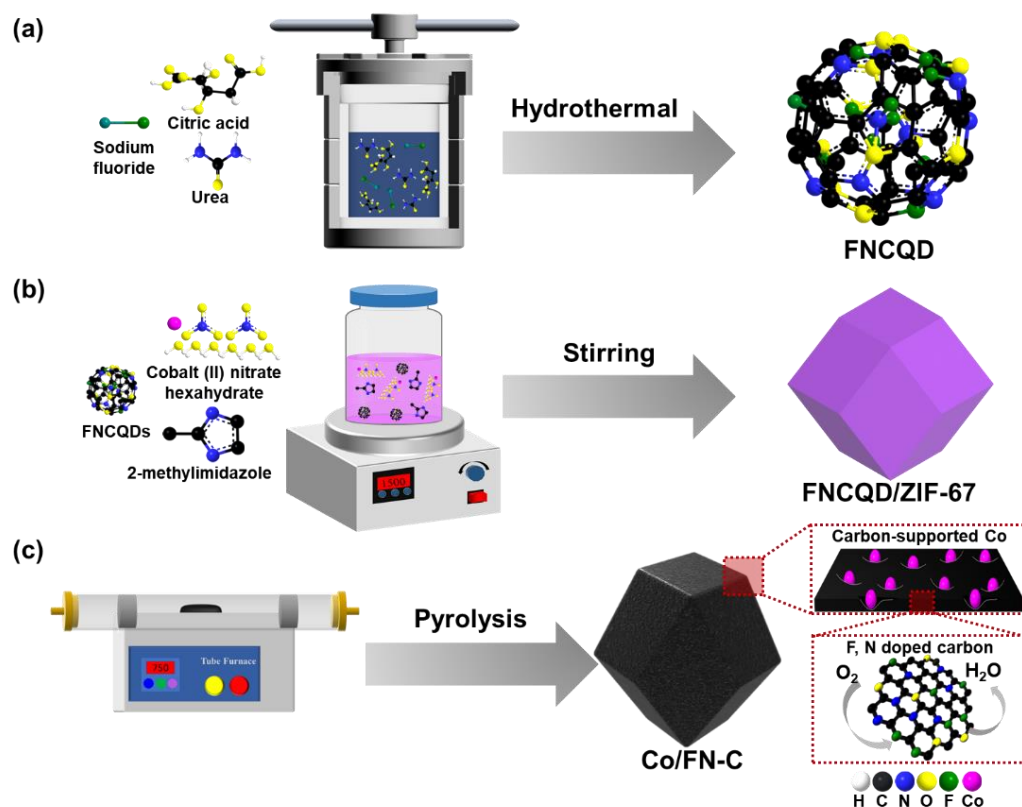 (a)
Citric acid
Sodium
fluoride
Urea
Hydrothermal
FNCQD
(b)
Cobalt (II) nitrate
hexahydrate
FNCQDs
2-methylimidazole
1500
Stirring
FNCQD/ZIF-67
(c)
750
Tube Furnace
Pyrolysis
Co/FN-C
Carbon-supported Co
F, N doped carbon
O₂
H₂O
H C N O F Co